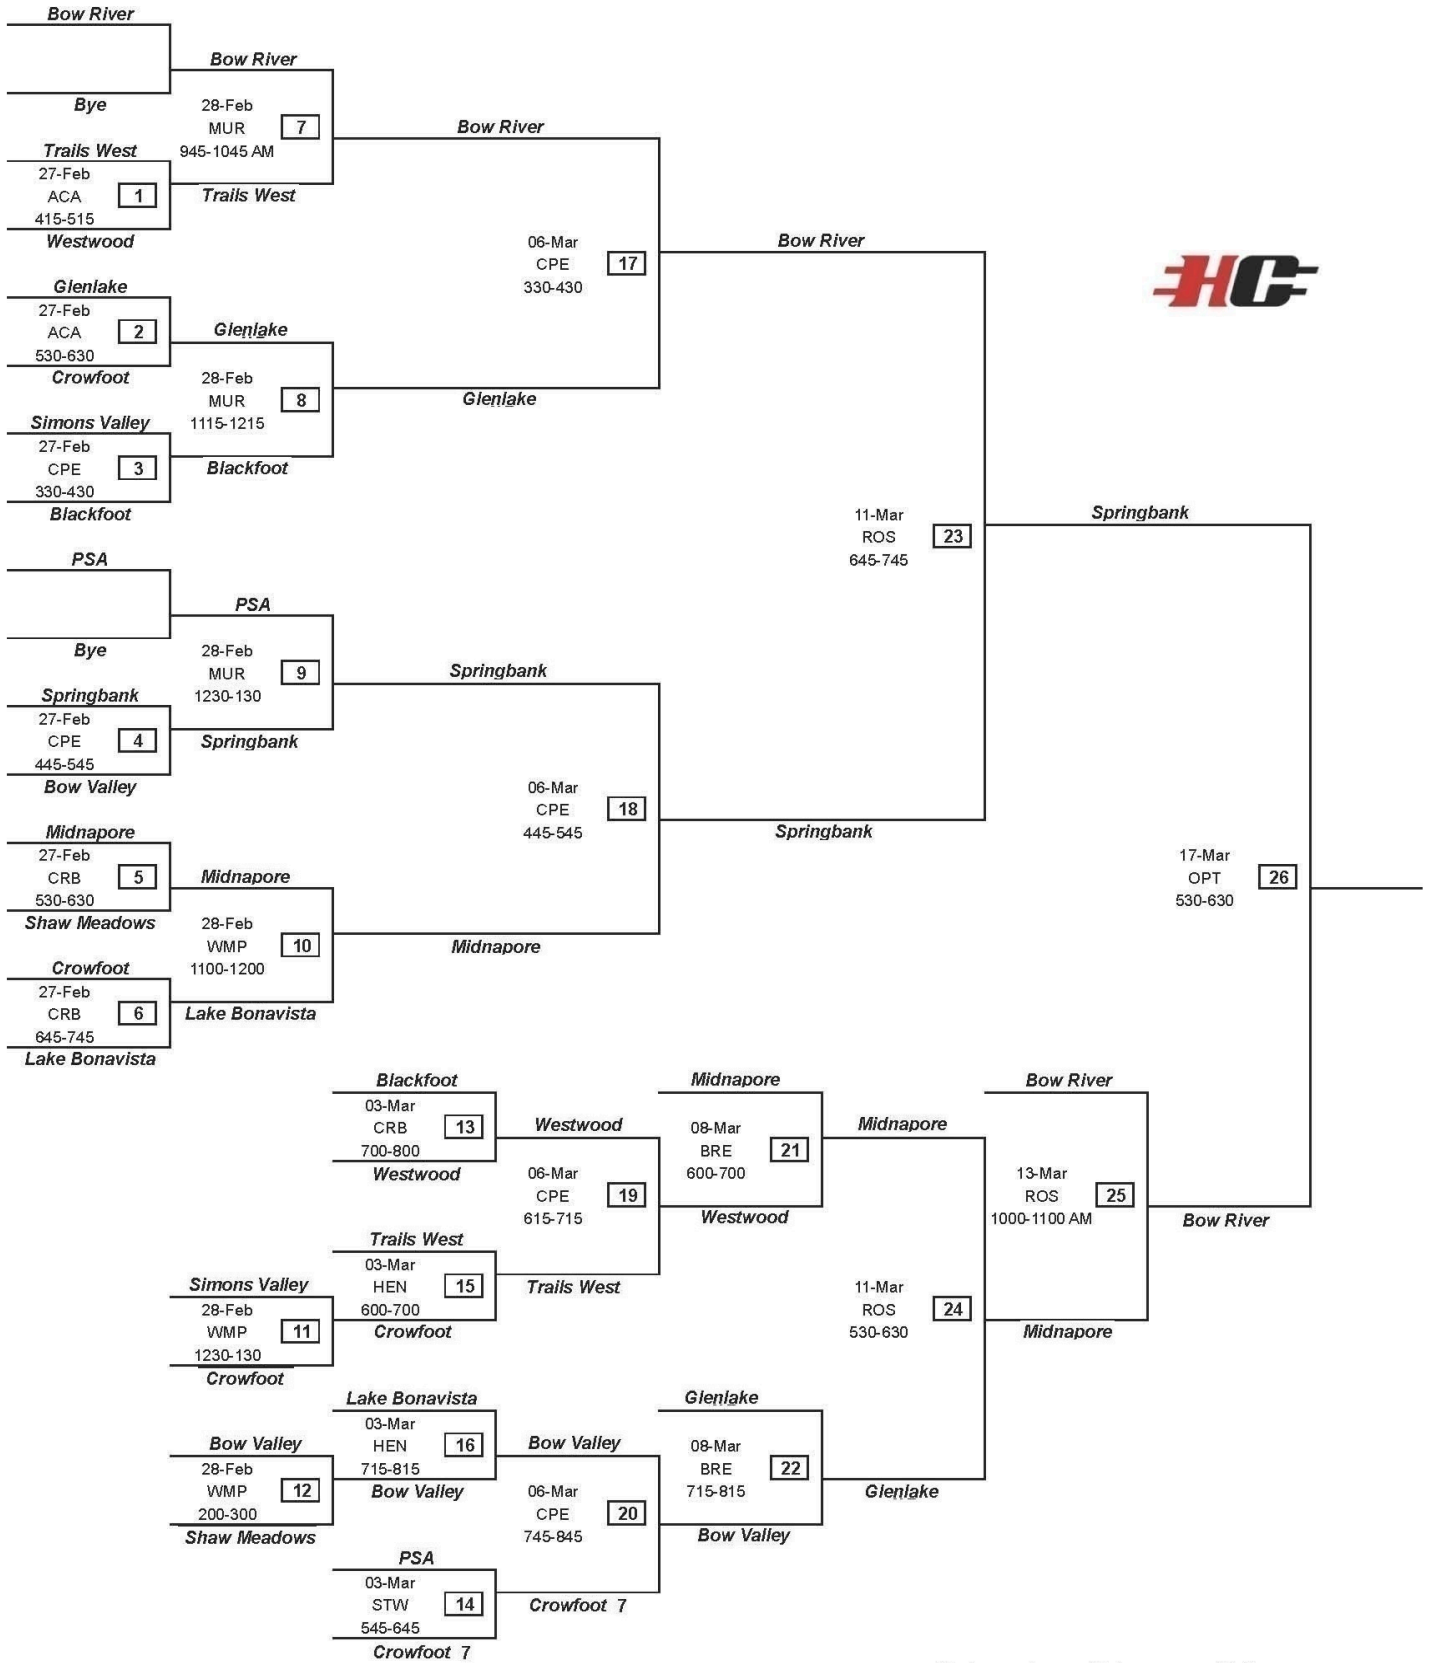 Bow River
Bow River
Bye
28-Feb
MUR
7
945-1045 AM
Bow River
Trails West
27-Feb
ACA
1
415-515
Westwood
Trails West
06-Mar
CPE
17
330-430
Bow River
HC
Glenlake
27-Feb
ACA
2
530-630
Crowfoot
Glenlake
28-Feb
MUR
8
1115-1215
Glenlake
Simons Valley
27-Feb
CPE
3
330-430
Blackfoot
Blackfoot
11-Mar
ROS
23
645-745
Springbank
PSA
PSA
Bye
28-Feb
MUR
9
1230-130
Springbank
Springbank
27-Feb
CPE
4
445-545
Bow Valley
Springbank
06-Mar
CPE
18
445-545
Springbank
Midnapore
27-Feb
CRB
5
530-630
Shaw Meadows
Midnapore
28-Feb
WMP
10
1100-1200
Midnapore
17-Mar
OPT
26
530-630
Crowfoot
27-Feb
CRB
6
645-745
Lake Bonavista
Lake Bonavista
Blackfoot
03-Mar
CRB
13
700-800
Westwood
Westwood
06-Mar
CPE
19
615-715
Midnapore
08-Mar
BRE
21
600-700
Westwood
Midnapore
Bow River
13-Mar
ROS
25
1000-1100 AM
Bow River
Trails West
03-Mar
HEN
15
600-700
Crowfoot
Trails West
Simons Valley
28-Feb
WMP
11
1230-130
Crowfoot
11-Mar
ROS
24
530-630
Midnapore
Lake Bonavista
03-Mar
HEN
16
715-815
Bow Valley
Bow Valley
Glenlake
08-Mar
BRE
22
715-815
Bow Valley
Glenlake
Bow Valley
28-Feb
WMP
12
200-300
Shaw Meadows
06-Mar
CPE
20
745-845
PSA
03-Mar
STW
14
545-645
Crowfoot 7
Crowfoot 7